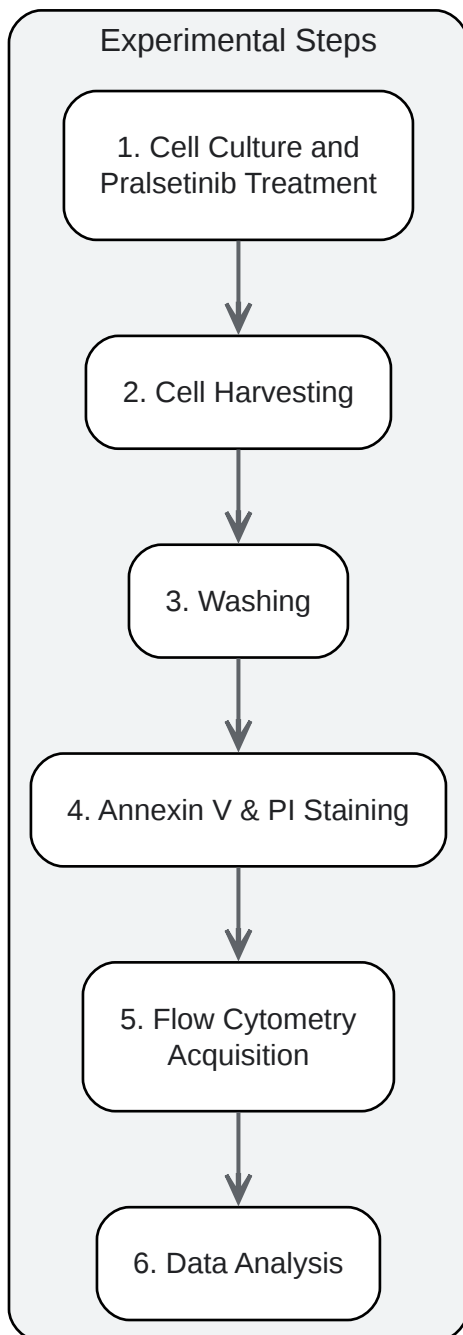 Experimental Steps
1. Cell Culture and
Pralsetinib Treatment
2. Cell Harvesting
3. Washing
4. Annexin V & PI Staining
5. Flow Cytometry
Acquisition
6. Data Analysis